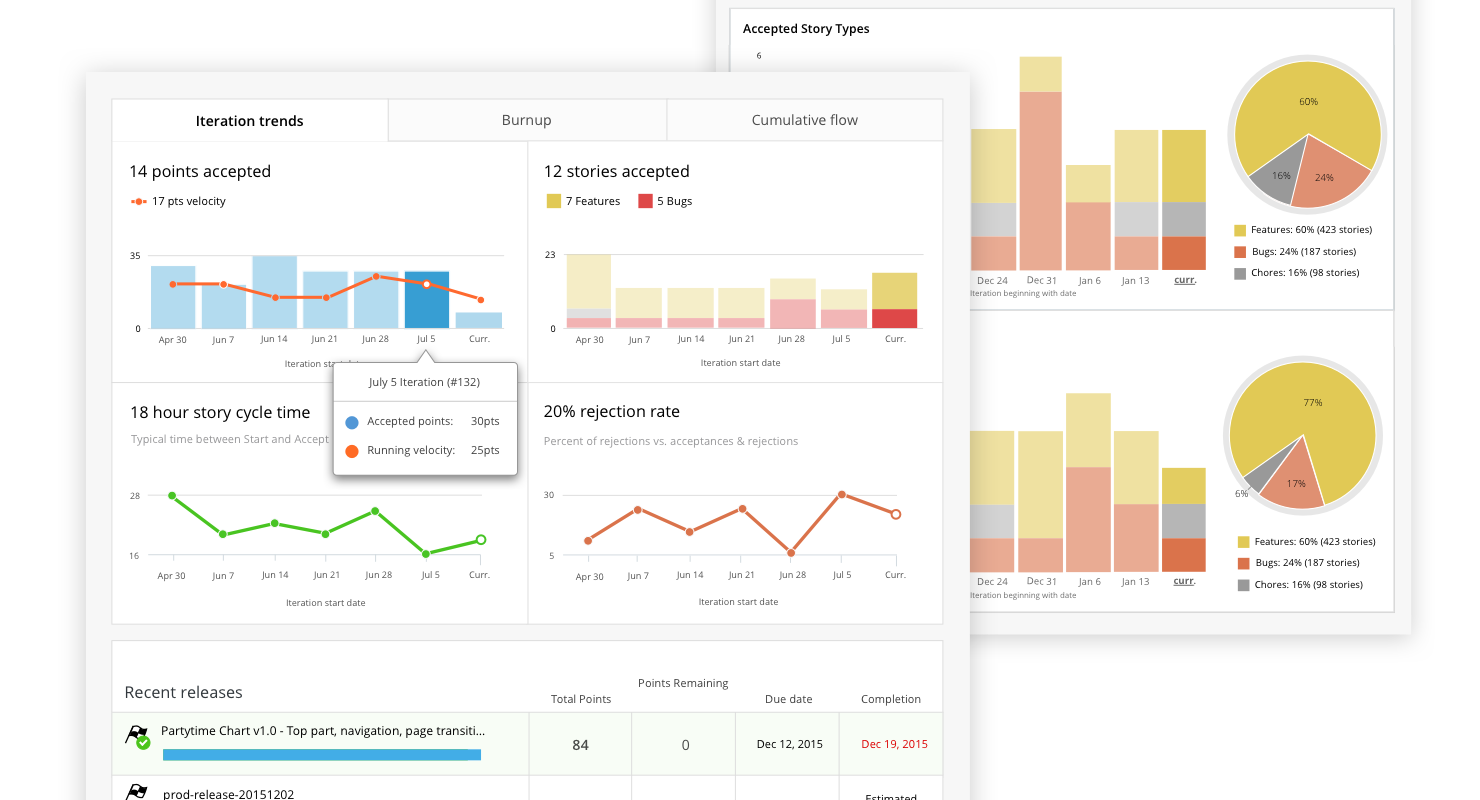 Accepted Story Types
6
60%
16%
24%
Features: 60% (423 stories)
Bugs: 24% (187 stories)
Chores: 16% (98 stories)
Dec 24 Dec 31 Jan 6 Jan 13 curr.
Iteration beginning with date
77%
6%
17%
Features: 60% (423 stories)
Bugs: 24% (187 stories)
Chores: 16% (98 stories)
Dec 24 Dec 31 Jan 6 Jan 13 curr.
Iteration beginning with date
Iteration trends Burnup Cumulative flow
14 points accepted
17 pts velocity
35
0
Apr 30 Jun 7 Jun 14 Jun 21 Jun 28 Jul 5 Curr.
Iteration start date
12 stories accepted
7 Features 5 Bugs
23
0
Apr 30 Jun 7 Jun 14 Jun 21 Jun 28 Jul 5 Curr.
Iteration start date
July 5 Iteration (#132)
Accepted points: 30pts
Running velocity: 25pts
18 hour story cycle time
Typical time between Start and Accept
28
16
Apr 30 Jun 7 Jun 14 Jun 21 Jun 28 Jul 5 Curr.
Iteration start date
20% rejection rate
Percent of rejections vs. acceptances & rejections
30
5
Apr 30 Jun 7 Jun 14 Jun 21 Jun 28 Jul 5 Curr.
Iteration start date
Recent releases Total Points Points Remaining Due date Completion
Partytime Chart v1.0 - Top part, navigation, page transiti... 84 0 Dec 12, 2015 Dec 19, 2015
prod-release-20151202 Estimated